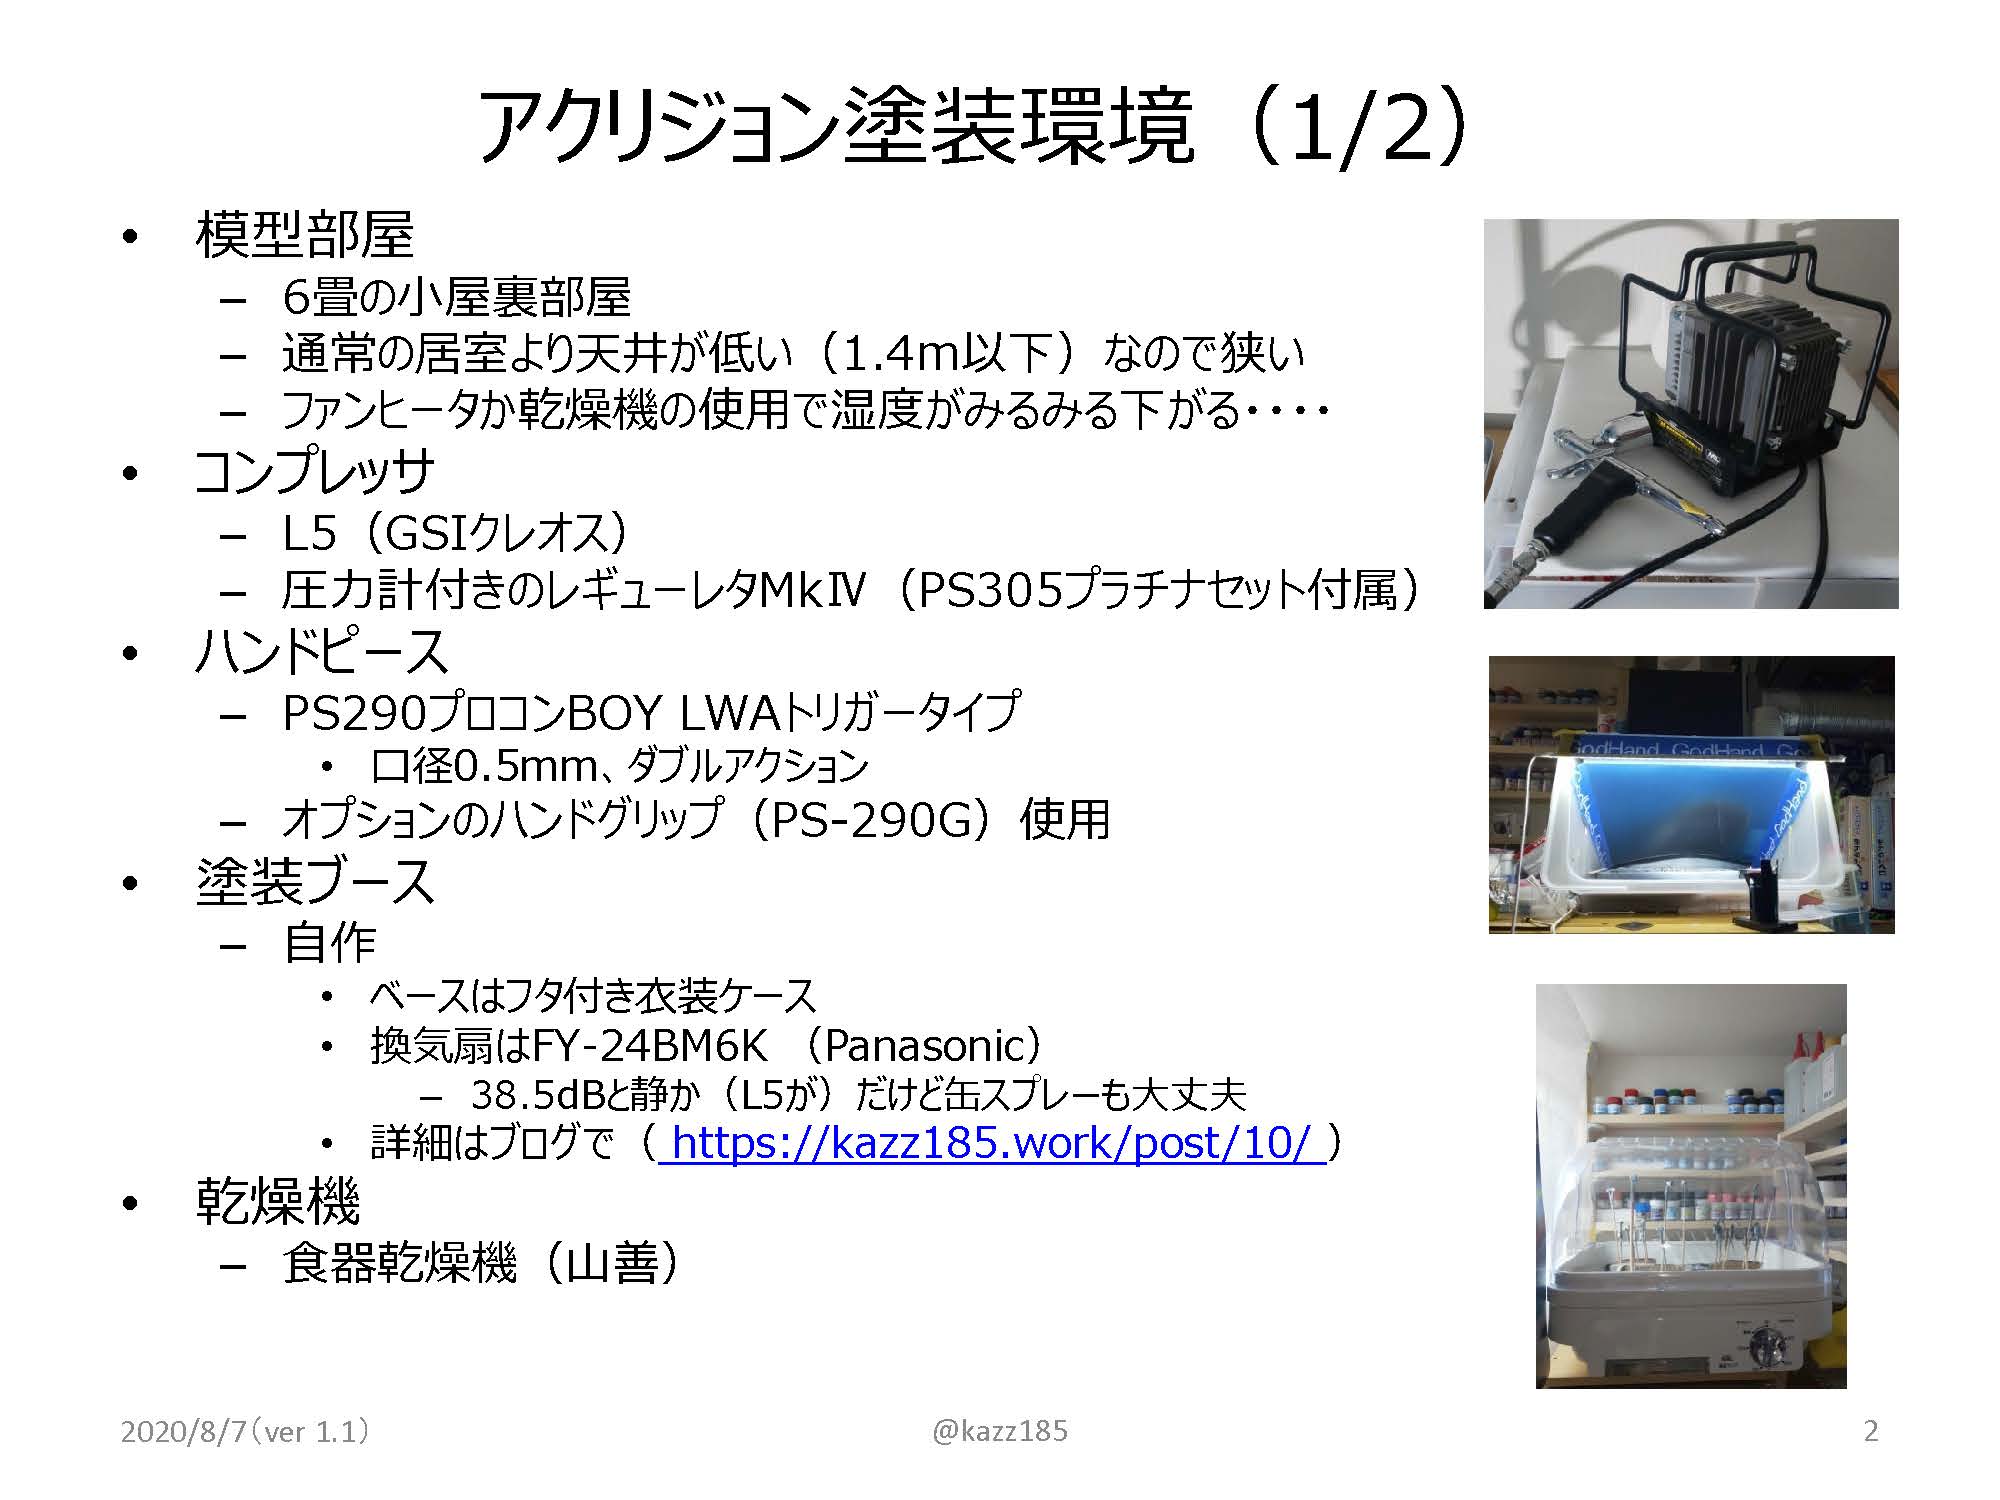 アクリジョン塗装環境（1/2）
• 模型部屋
– 6畳の小屋裏部屋
– 通常の居室より天井が低い（1.4m以下）なので狭い
– ファンヒータか乾燥機の使用で湿度がみるみる下がる････
• コンプレッサ
– L5（GSIクレオス）
– 圧力計付きのレギューレタMkⅣ（PS305プラチナセット付属）
• ハンドピース
– PS290プロコンBOY LWAトリガータイプ
• 口径0.5mm、ダブルアクション
– オプションのハンドグリップ（PS-290G）使用
• 塗装ブース
– 自作
• ベースはフタ付き衣装ケース
• 換気扇はFY-24BM6K （Panasonic）
– 38.5dBと静か（L5が）だけど缶スプレーも大丈夫
• 詳細はブログで（ https://kazz185.work/post/10/ ）
• 乾燥機
– 食器乾燥機（山善）
GodHand GodHand Go
GodHand
GodHand
2020/8/7（ver 1.1）
@kazz185
2